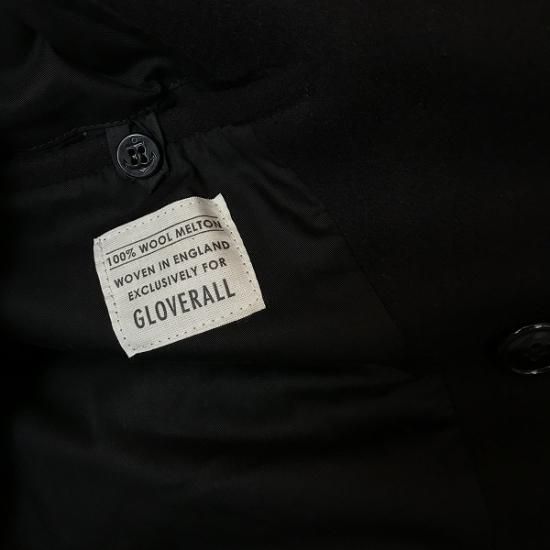 100% WOOL MELTON
WOVEN IN ENGLAND
EXCLUSIVELY FOR
GLOVERALL